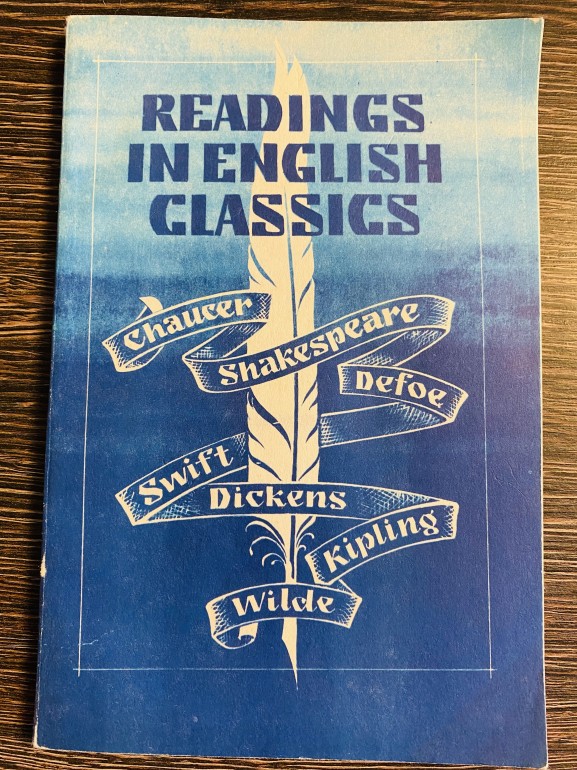 READINGS
IN ENGLISH
CLASSICS
Chaucer
Shakespeare
Defoe
Swift
Dickens
Kipling
Wilde